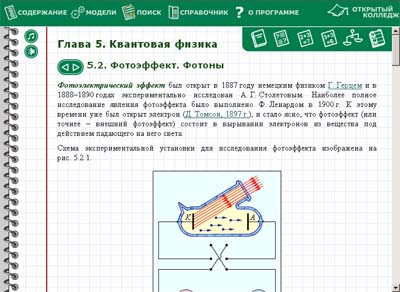 СОДЕРЖАНИЕ МОДЕЛИ ПОИСК СПРАВОЧНИК ? О ПРОГРАММЕ ОТКРЫТЫЙ
КОЛЛЕДЖ
Глава 5. Квантовая физика
5.2. Фотоэффект. Фотоны
Фотоэлектрический эффект был открыт в 1887 году немецким физиком Г. Герцем и в
1888–1890 годах экспериментально исследован А. Г. Столетовым. Наиболее полное
исследование явления фотоэффекта было выполнено Ф. Ленардом в 1900 г. К этому
времени уже был открыт электрон (Д. Томсон, 1897 г.), и стало ясно, что фотоэффект (или
точнее – внешний фотоэффект) состоит в вырывании электронов из вещества под
действием падающего на него света.
Схема экспериментальной установки для исследования фотоэффекта изображена на
рис. 5.2.1.
K A